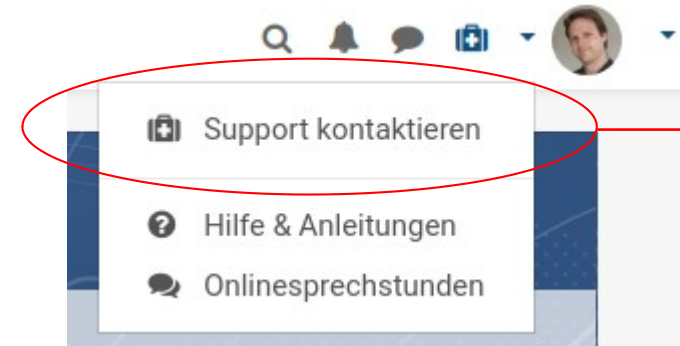 Support kontaktieren
Hilfe & Anleitungen
Onlinesprechstunden